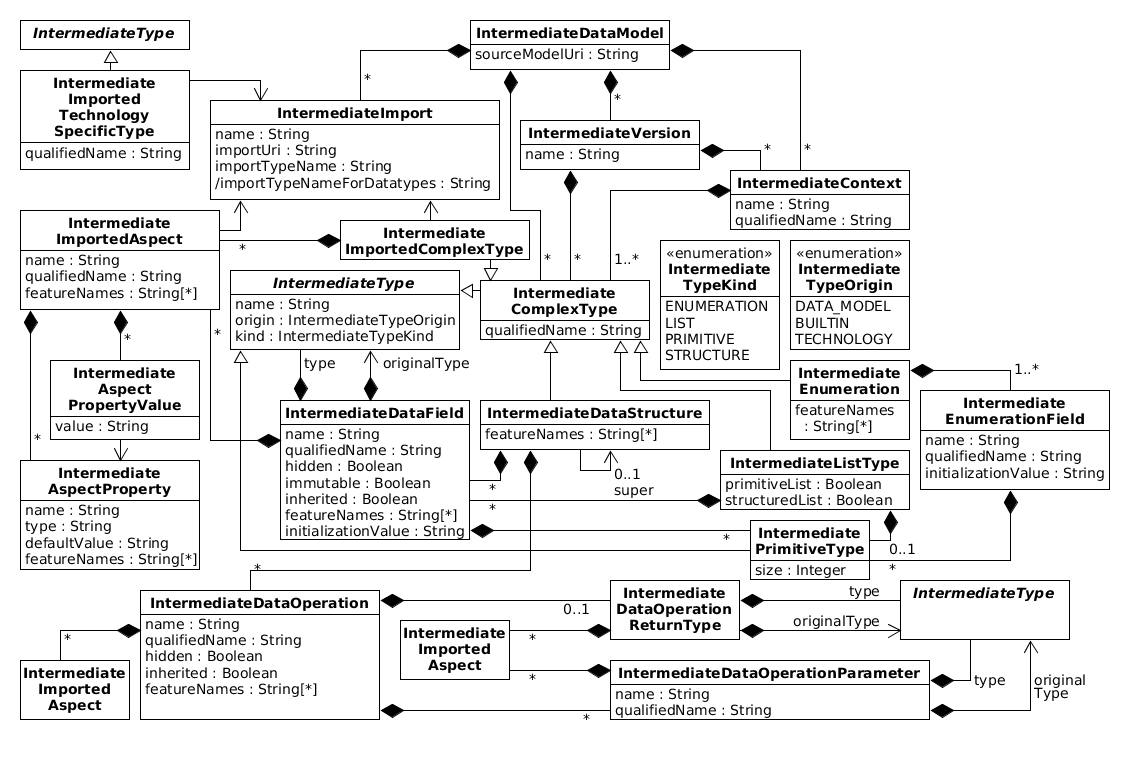 IntermediateType
Intermediate
Imported
Technology
SpecificType
qualifiedName : String
IntermediateDataModel
sourceModelUri : String
*
*
*
IntermediateImport
name : String
importUri : String
importTypeName : String
/importTypeNameForDatatypes : String
IntermediateVersion
name : String
*
IntermediateContext
name : String
qualifiedName : String
Intermediate
ImportedAspect
name : String
qualifiedName : String
featureNames : String[*]
*
Intermediate
ImportedComplexType
*
*
1..*
«enumeration»
Intermediate
TypeKind
ENUMERATION
LIST
PRIMITIVE
STRUCTURE
«enumeration»
Intermediate
TypeOrigin
DATA_MODEL
BUILTIN
TECHNOLOGY
IntermediateType
name : String
origin : IntermediateTypeOrigin
kind : IntermediateTypeKind
Intermediate
ComplexType
qualifiedName : String
*
*
type
originalType
Intermediate
Aspect
PropertyValue
value : String
Intermediate
Enumeration
featureNames
: String[*]
1..*
Intermediate
EnumerationField
name : String
qualifiedName : String
initializationValue : String
IntermediateDataField
name : String
qualifiedName : String
hidden : Boolean
immutable : Boolean
inherited : Boolean
featureNames : String[*]
initializationValue : String
IntermediateDataStructure
featureNames : String[*]
*
0..1
super
*
*
Intermediate
AspectProperty
name : String
type : String
defaultValue : String
featureNames : String[*]
IntermediateListType
primitiveList : Boolean
structuredList : Boolean
*
Intermediate
PrimitiveType
size : Integer
0..1
*
*
IntermediateDataOperation
name : String
qualifiedName : String
hidden : Boolean
inherited : Boolean
featureNames : String[*]
*
Intermediate
Imported
Aspect
0..1
Intermediate
DataOperation
ReturnType
type
originalType
IntermediateType
Intermediate
Imported
Aspect
*
*
IntermediateDataOperationParameter
name : String
qualifiedName : String
type
original
Type
*